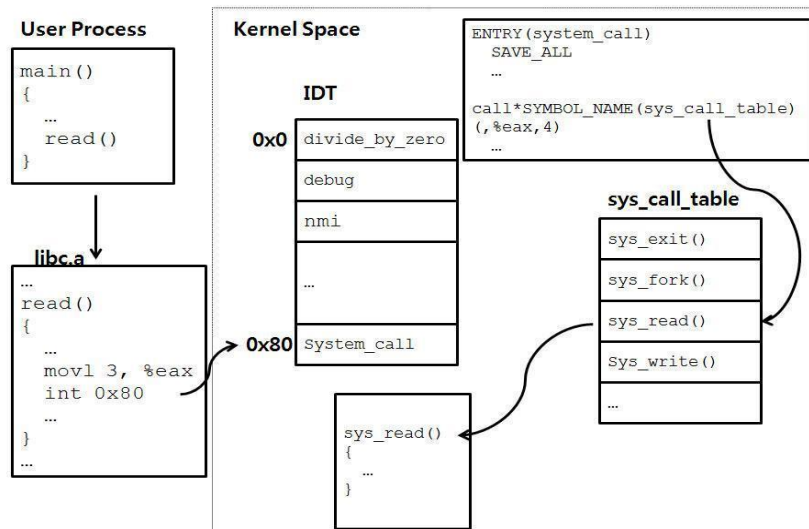 User Process
main()
{
…
read()
}
libc.a
…
read()
{
…
movl 3, %eax
int 0x80
…
}
…
Kernel Space
IDT
0x0
divide_by_zero
debug
nmi
…
0x80
system_call
ENTRY(system_call)
SAVE_ALL
…
call*SYMBOL_NAME(sys_call_table)
(,%eax,4)
…
sys_call_table
sys_exit()
sys_fork()
sys_read()
Sys_write()
…
sys_read()
{
…
}